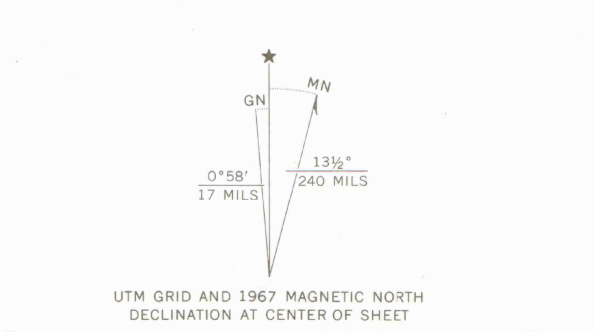 ★
MN
GN
13½°
240 MILS
0°58'
17 MILS
UTM GRID AND 1967 MAGNETIC NORTH
DECLINATION AT CENTER OF SHEET